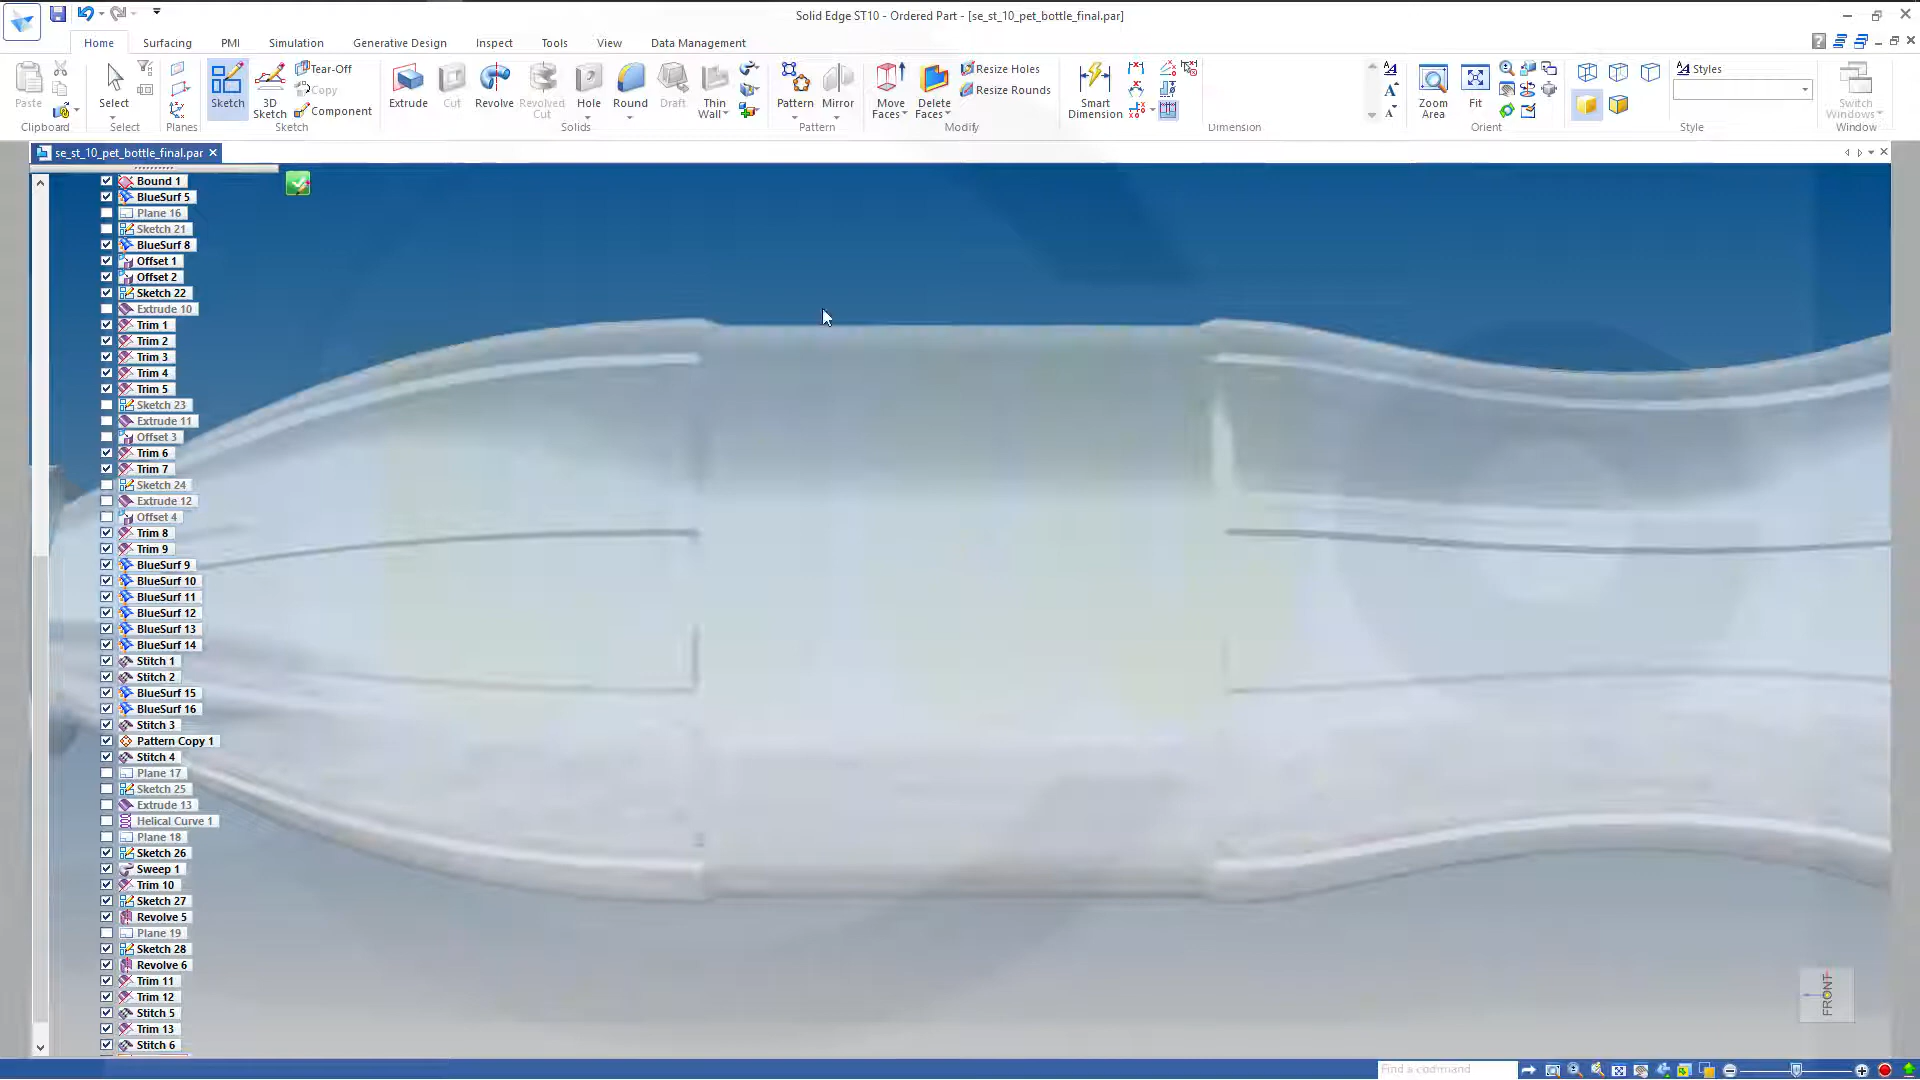 Solid Edge ST10 - Ordered Part - [se_st_10_pet_bottle_final.par]
Home Surfacing PMI Simulation Generative Design Inspect Tools View Data Management
Paste
Clipboard
Select
Select
Planes
Sketch
3D Sketch
Tear-Off
Copy
Component
Sketch
Extrude
Cut
Revolve
Revolved Cut
Hole
Round
Draft
Thin Wall
Solids
Pattern
Mirror
Pattern
Move Faces
Delete Faces
Resize Holes
Resize Rounds
Modify
Smart Dimension
Dimension
Zoom Area
Fit
Orient
Styles
Style
Switch Windows
Window
se_st_10_pet_bottle_final.par
Bound 1
BlueSurf 5
Plane 16
Sketch 21
BlueSurf 8
Offset 1
Offset 2
Sketch 22
Extrude 10
Trim 1
Trim 2
Trim 3
Trim 4
Trim 5
Sketch 23
Extrude 11
Offset 3
Trim 6
Trim 7
Sketch 24
Extrude 12
Offset 4
Trim 8
Trim 9
BlueSurf 9
BlueSurf 10
BlueSurf 11
BlueSurf 12
BlueSurf 13
BlueSurf 14
Stitch 1
Stitch 2
BlueSurf 15
BlueSurf 16
Stitch 3
Pattern Copy 1
Stitch 4
Plane 17
Sketch 25
Extrude 13
Helical Curve 1
Plane 18
Sketch 26
Sweep 1
Trim 10
Sketch 27
Revolve 5
Plane 19
Sketch 28
Revolve 6
Trim 11
Trim 12
Stitch 5
Trim 13
Stitch 6
FRONT
Find a command